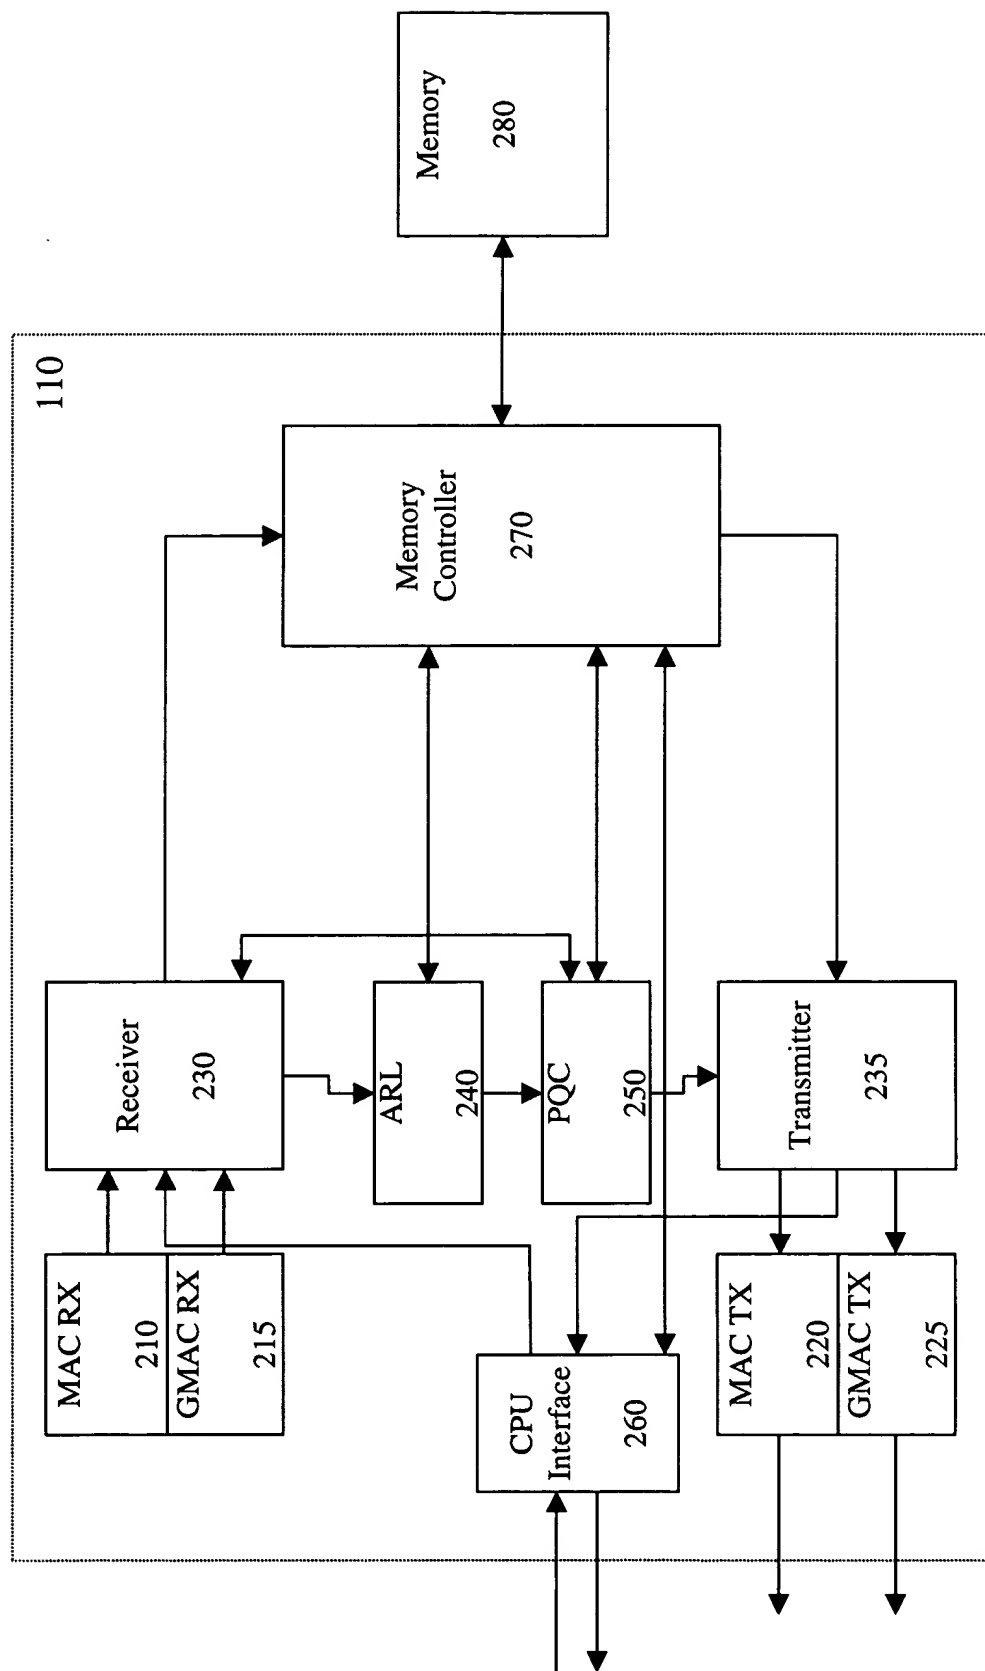 110
MAC RX
210
GMAC RX
215
Receiver
230
ARL
240
PQC
250
CPU
Interface
260
MAC TX
220
GMAC TX
225
Transmitter
235
Memory
Controller
270
Memory
280